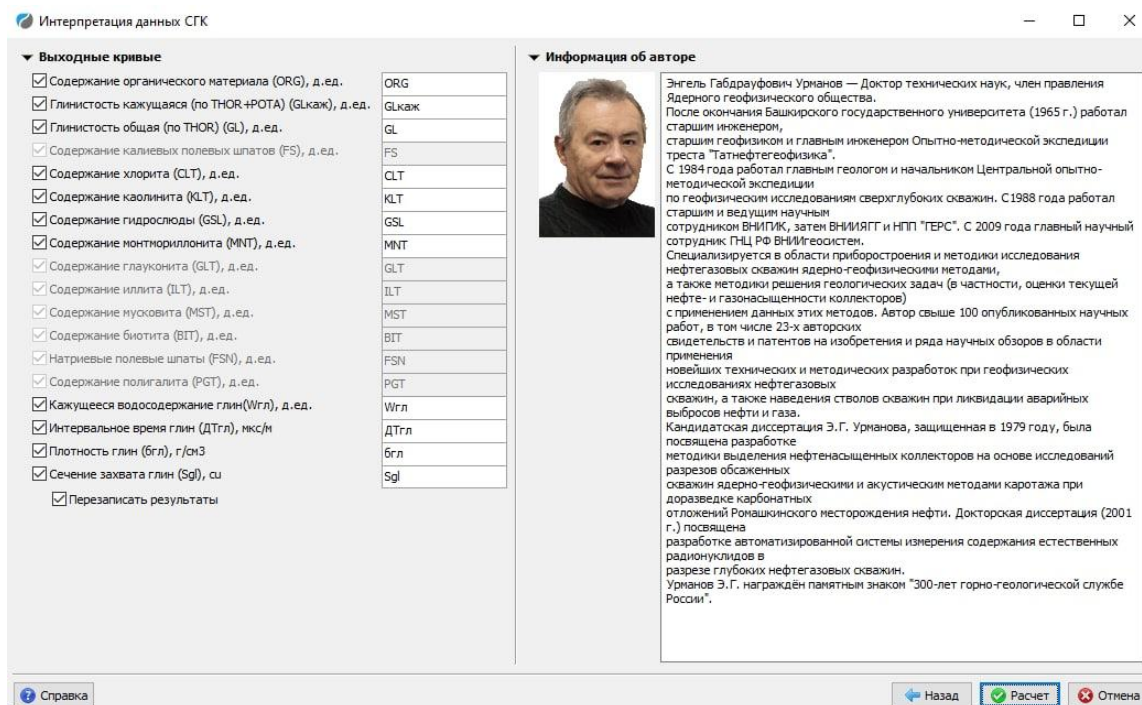 Интерпретация данных СГК
Выходные кривые
Содержание органического материала (ORG), д.ед. ORG
Глинистость кажущаяся (по THOR+POTA) (GLкаж), д.ед. GLкаж
Глинистость общая (по THOR) (GL), д.ед. GL
Содержание калиевых полевых шпатов (FS), д.ед. FS
Содержание хлорита (CLT), д.ед. CLT
Содержание каолинита (KLT), д.ед. KLT
Содержание гидрослюды (GSL), д.ед. GSL
Содержание монтмориллонита (MNT), д.ед. MNT
Содержание глауконита (GLT), д.ед. GLT
Содержание иллита (ILT), д.ед. ILT
Содержание мусковита (MST), д.ед. MST
Содержание биотита (BIT), д.ед. BIT
Натриевые полевые шпаты (FSN), д.ед. FSN
Содержание полигалита (PGT), д.ед. PGT
Кажущееся водосодержание глин(Wгл), д.ед. Wгл
Интервальное время глин (ДТгл), мкс/м ДТгл
Плотность глин (бгл), г/см3 бгл
Сечение захвата глин (Sgl), cu Sgl
Перезаписать результаты
Информация об авторе
Энгель Габдрауфович Урманов — Доктор технических наук, член правления
Ядерного геофизического общества.
После окончания Башкирского государственного университета (1965 г.) работал
старшим инженером,
старшим геофизиком и главным инженером Опытно-методической экспедиции
треста "Татнефтегеофизика".
С 1984 года работал главным геологом и начальником Центральной опытно-
методической экспедиции
по геофизическим исследованиям сверхглубоких скважин. С1988 года работал
старшим и ведущим научным
сотрудником ВНИГИК, затем ВНИИЯГГ и НПП "ГЕРС". С 2009 года главный научный
сотрудник ГНЦ РФ ВНИИгеосистем.
Специализируется в области приборостроения и методики исследования
нефтегазовых скважин ядерно-геофизическими методами,
а также методики решения геологических задач (в частности, оценки текущей
нефте- и газонасыщенности коллекторов)
с применением данных этих методов. Автор свыше 100 опубликованных научных
работ, в том числе 23-х авторских
свидетельств и патентов на изобретения и ряда научных обзоров в области
применения
новейших технических и методических разработок при геофизических
исследованиях нефтегазовых
скважин, а также наведения стволов скважин при ликвидации аварийных
выбросов нефти и газа.
Кандидатская диссертация Э.Г. Урманова, защищенная в 1979 году, была
посвящена разработке
методики выделения нефтенасыщенных коллекторов на основе исследований
разрезов обсаженных
скважин ядерно-геофизическими и акустическим методами каротажа при
доразведке карбонатных
отложений Ромашкинского месторождения нефти. Докторская диссертация (2001
г.) посвящена
разработке автоматизированной системы измерения содержания естественных
радионуклидов в
разрезе глубоких нефтегазовых скважин.
Урманов Э.Г. награждён памятным знаком "300-лет горно-геологической службе
России".
Справка
Назад
Расчет
Отмена